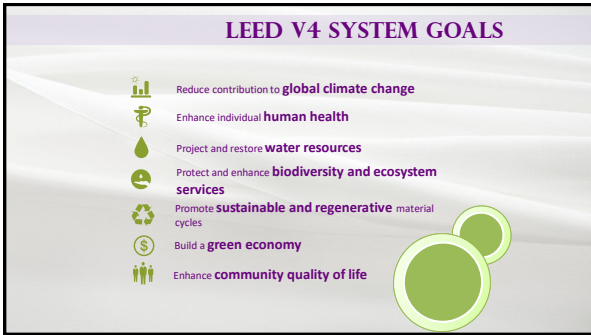 LEED V4 SYSTEM GOALS
Reduce contribution to global climate change
Enhance individual human health
Project and restore water resources
Protect and enhance biodiversity and ecosystem
services
Promote sustainable and regenerative material
cycles
$
Build a green economy
Enhance community quality of life